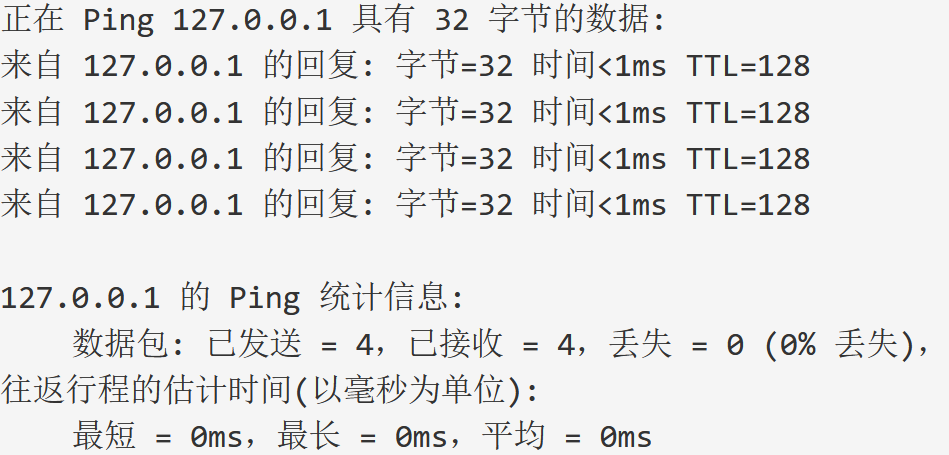 正在 Ping 127.0.0.1 具有 32 字节的数据:
来自 127.0.0.1 的回复: 字节=32 时间<1ms TTL=128
来自 127.0.0.1 的回复: 字节=32 时间<1ms TTL=128
来自 127.0.0.1 的回复: 字节=32 时间<1ms TTL=128
来自 127.0.0.1 的回复: 字节=32 时间<1ms TTL=128
127.0.0.1 的 Ping 统计信息:
数据包: 已发送 = 4，已接收 = 4，丢失 = 0 (0% 丢失)，
往返行程的估计时间(以毫秒为单位):
最短 = 0ms，最长 = 0ms，平均 = 0ms